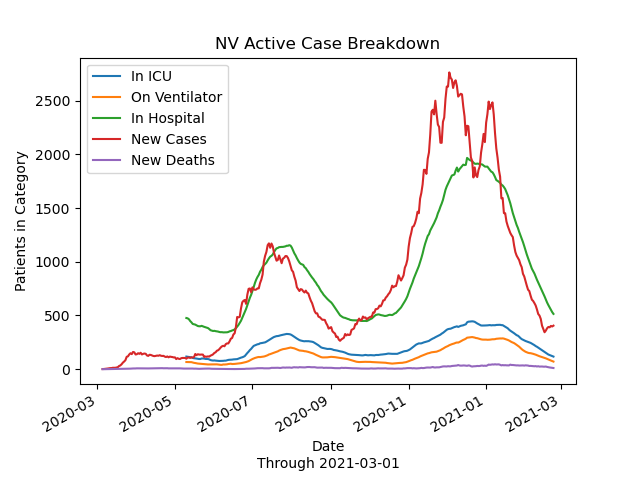 NV Active Case Breakdown
In ICU
On Ventilator
In Hospital
New Cases
New Deaths
Patients in Category
2500
2000
1500
1000
500
0
2020-03
2020-05
2020-07
2020-09
2020-11
2021-01
2021-03
Date
Through 2021-03-01